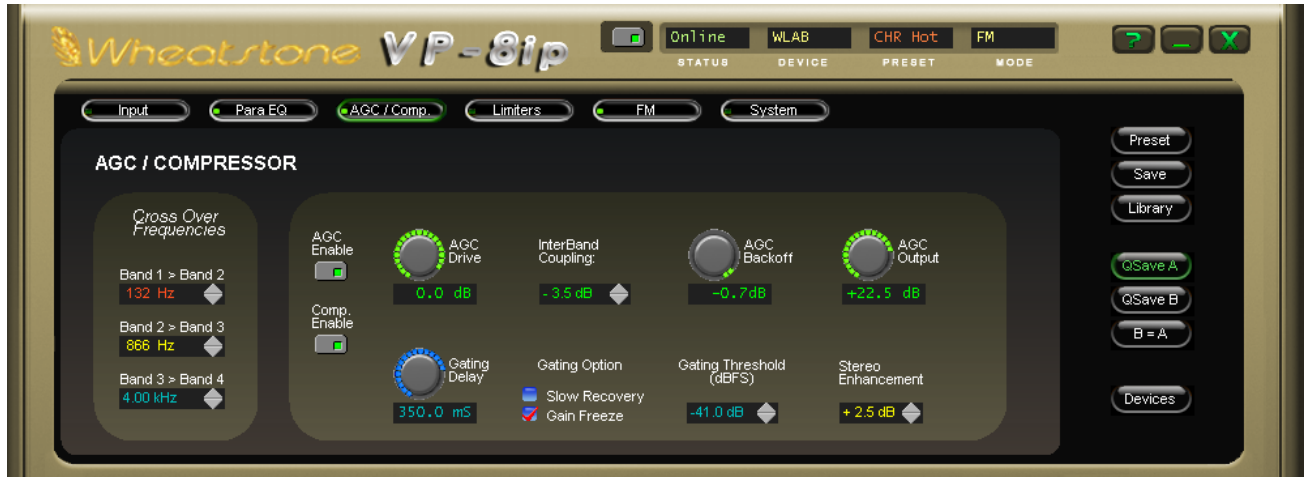 Wheatstone VP-8ip
Online WLAB CHR Hot FM
STATUS DEVICE PRESET MODE
? _ X
Input Para EQ AGC / Comp. Limiters FM System
AGC / COMPRESSOR
Cross Over
Frequencies
Band 1 > Band 2
132 Hz
Band 2 > Band 3
866 Hz
Band 3 > Band 4
4.00 kHz
AGC
Enable
AGC
Drive
0.0 dB
InterBand
Coupling:
- 3.5 dB
AGC
Backoff
-0.7dB
AGC
Output
+22.5 dB
Comp.
Enable
Gating
Delay
350.0 mS
Gating Option
Slow Recovery
Gain Freeze
Gating Threshold
(dBFS)
-41.0 dB
Stereo
Enhancement
+ 2.5 dB
Preset
Save
Library
QSave A
QSave B
B = A
Devices